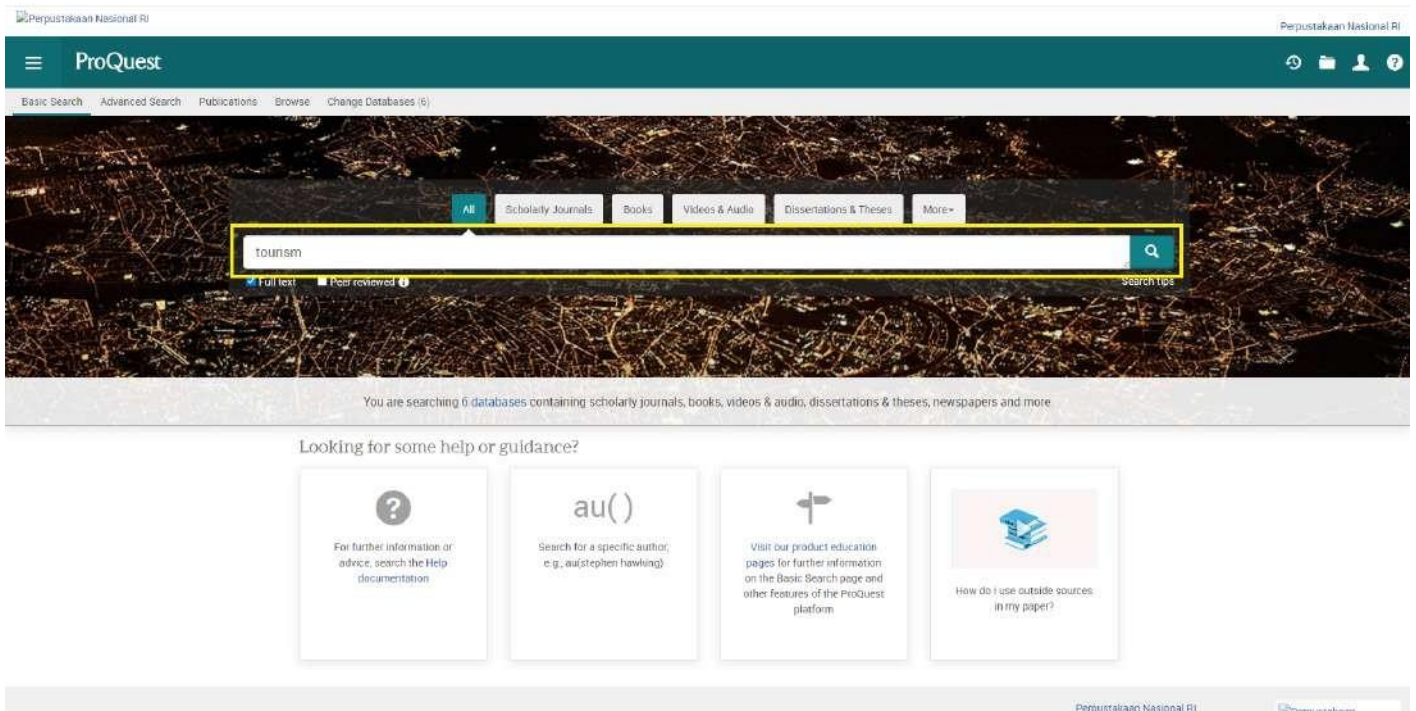 Perpustakaan Nasional RI
Perpustakaan Nasional RI
ProQuest
Basic Search Advanced Search Publications Browse Change Databases (6)
All Scholarly Journals Books Videos & Audio Dissertations & Theses More
tourism
Full text Peer reviewed
Search tips
You are searching 6 databases containing scholarly journals, books, videos & audio, dissertations & theses, newspapers and more
Looking for some help or guidance?
?
For further information or
advice, search the Help
documentation
au( )
Search for a specific author,
e.g., au(stephen hawking)
Visit our product education
pages for further information
on the Basic Search page and
other features of the ProQuest
platform
How do I use outside sources
in my paper?
Perpustakaan Nasional RI